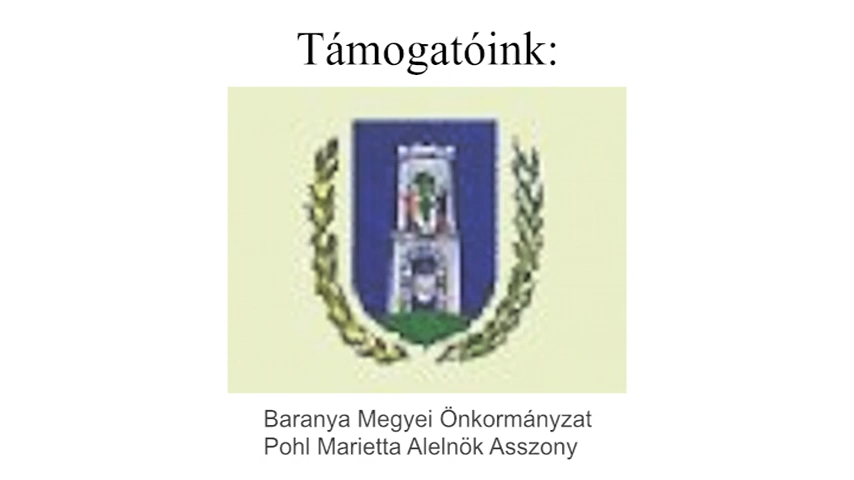 Támogatóink:
Baranya Megyei Önkormányzat
Pohl Marietta Alelnök Asszony